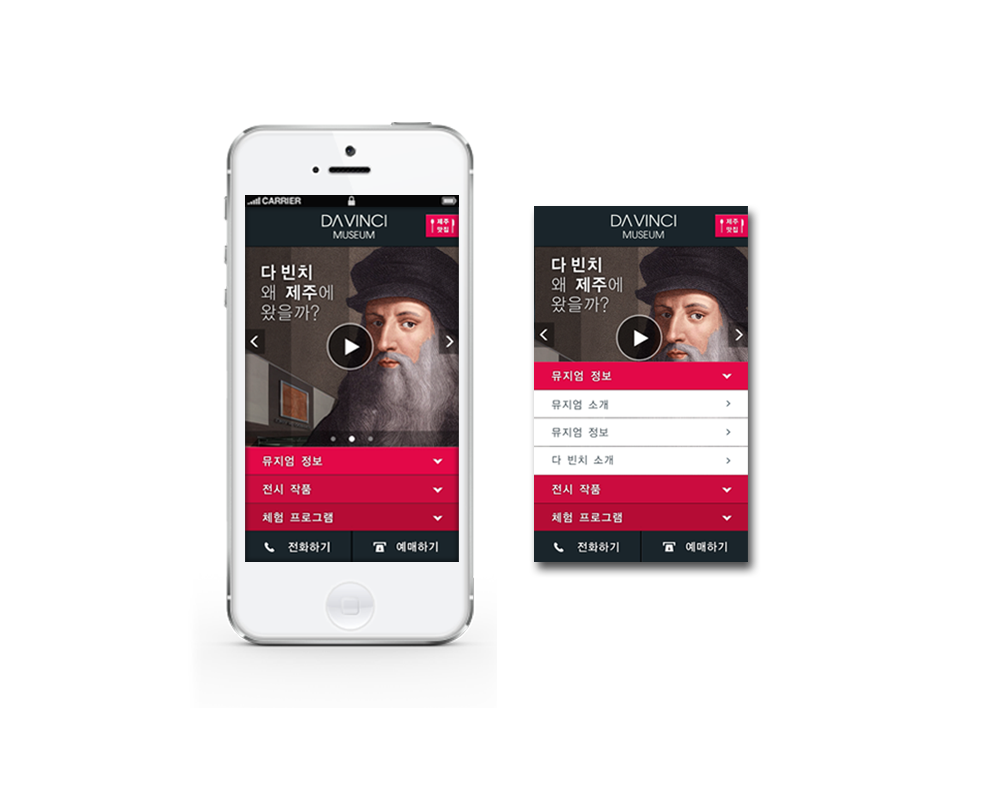 CARRIER
DAVINCI
MUSEUM
제주
맛집
다 빈치
왜 제주에
왔을까?
뮤지엄 정보
전시 작품
체험 프로그램
전화하기
예매하기
DAVINCI
MUSEUM
제주
맛집
다 빈치
왜 제주에
왔을까?
뮤지엄 정보
뮤지엄 소개
뮤지엄 정보
다 빈치 소개
전시 작품
체험 프로그램
전화하기
예매하기